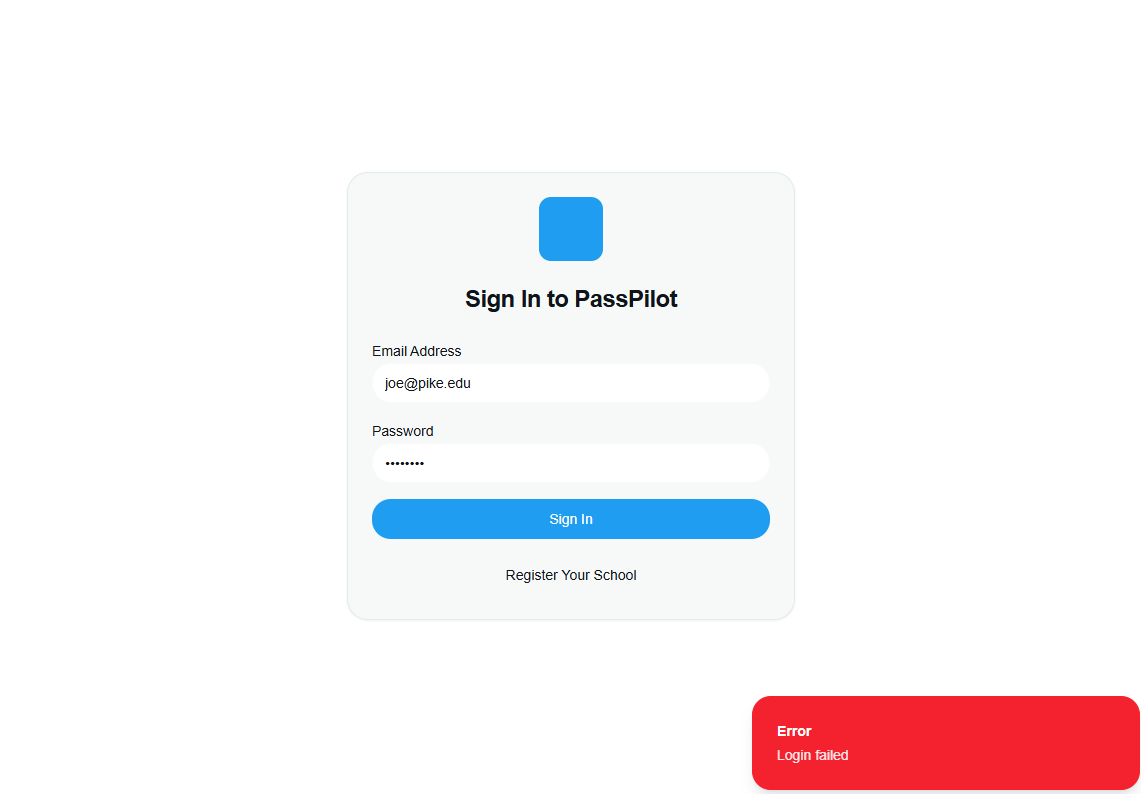 Sign In to PassPilot
Email Address
joe@pike.edu
Password
••••••••
Sign In
Register Your School
Error
Login failed